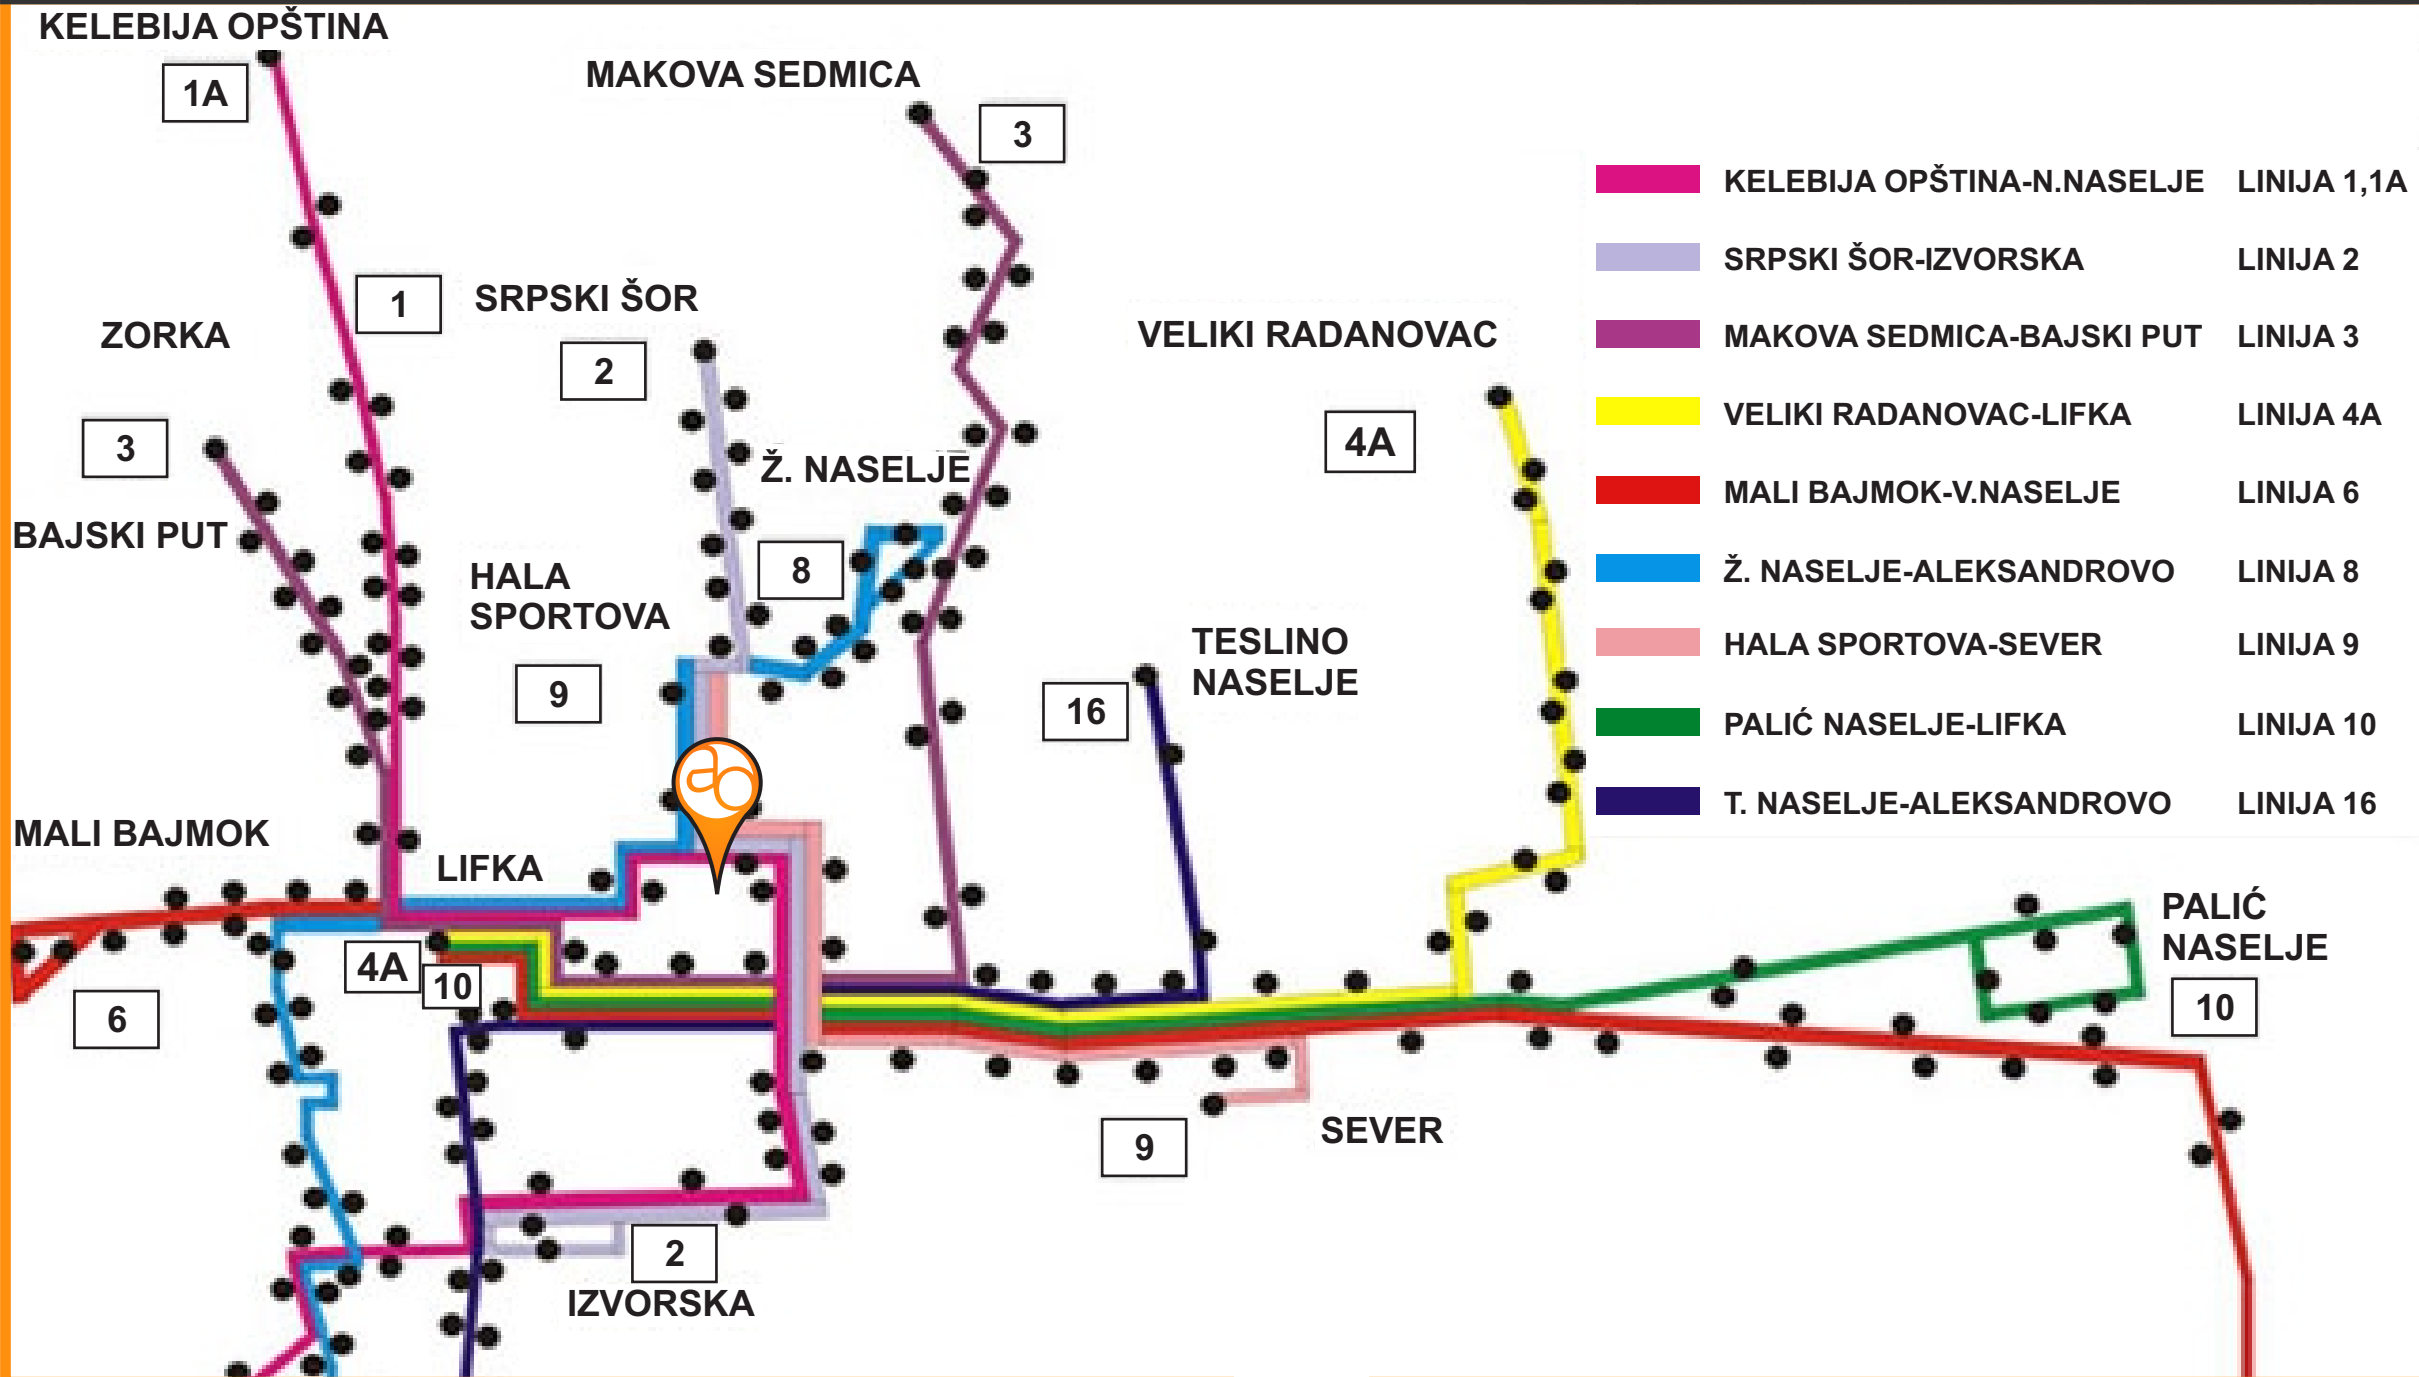 KELEBIJA OPŠTINA
1A
MAKOVA SEDMICA
3
1
SRPSKI ŠOR
2
ZORKA
3
BAJSKI PUT
Ž. NASELJE
8
HALA
SPORTOVA
9
VELIKI RADANOVAC
4A
TESLINO
NASELJE
16
KELEBIJA OPŠTINA-N.NASELJE LINIJA 1,1A
SRPSKI ŠOR-IZVORSKA LINIJA 2
MAKOVA SEDMICA-BAJSKI PUT LINIJA 3
VELIKI RADANOVAC-LIFKA LINIJA 4A
MALI BAJMOK-V.NASELJE LINIJA 6
Ž. NASELJE-ALEKSANDROVO LINIJA 8
HALA SPORTOVA-SEVER LINIJA 9
PALIĆ NASELJE-LIFKA LINIJA 10
T. NASELJE-ALEKSANDROVO LINIJA 16
MALI BAJMOK
LIFKA
4A
10
6
PALIĆ
NASELJE
10
9
SEVER
2
IZVORSKA